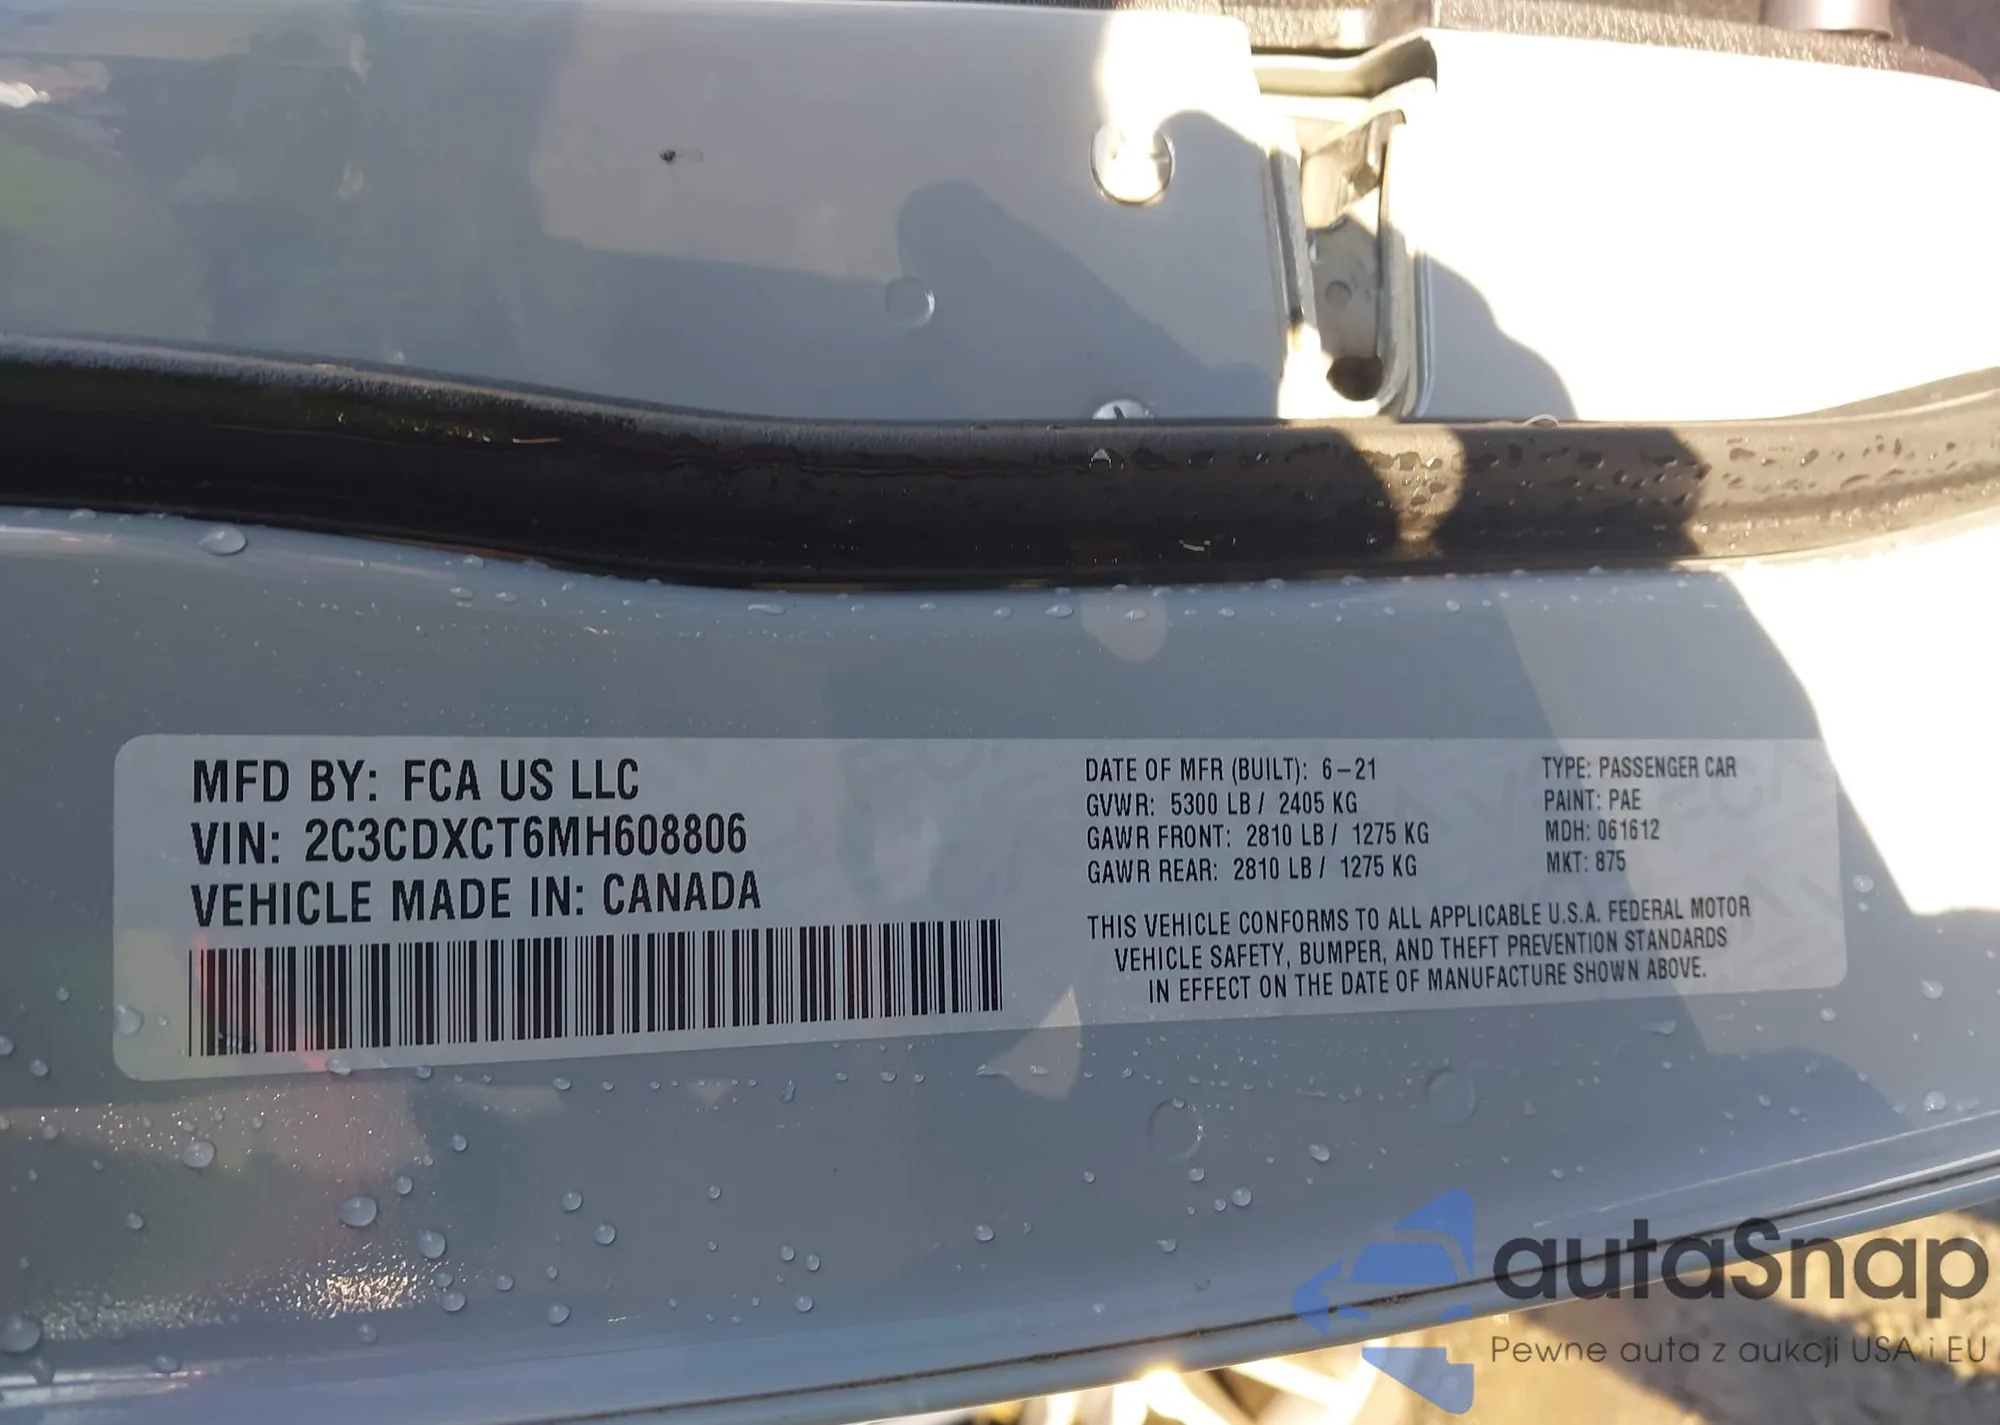 MFD BY: FCA US LLC
VIN: 2C3CDXCT6MH608806
VEHICLE MADE IN: CANADA
DATE OF MFR (BUILT): 6-21
GVWR: 5300 LB / 2405 KG
GAWR FRONT: 2810 LB / 1275 KG
GAWR REAR: 2810 LB / 1275 KG
TYPE: PASSENGER CAR
PAINT: PAE
MDH: 061612
MKT: 875
THIS VEHICLE CONFORMS TO ALL APPLICABLE U.S.A. FEDERAL MOTOR
VEHICLE SAFETY, BUMPER, AND THEFT PREVENTION STANDARDS
IN EFFECT ON THE DATE OF MANUFACTURE SHOWN ABOVE.
autaSnap
Pewne auta z aukcji USA i EU